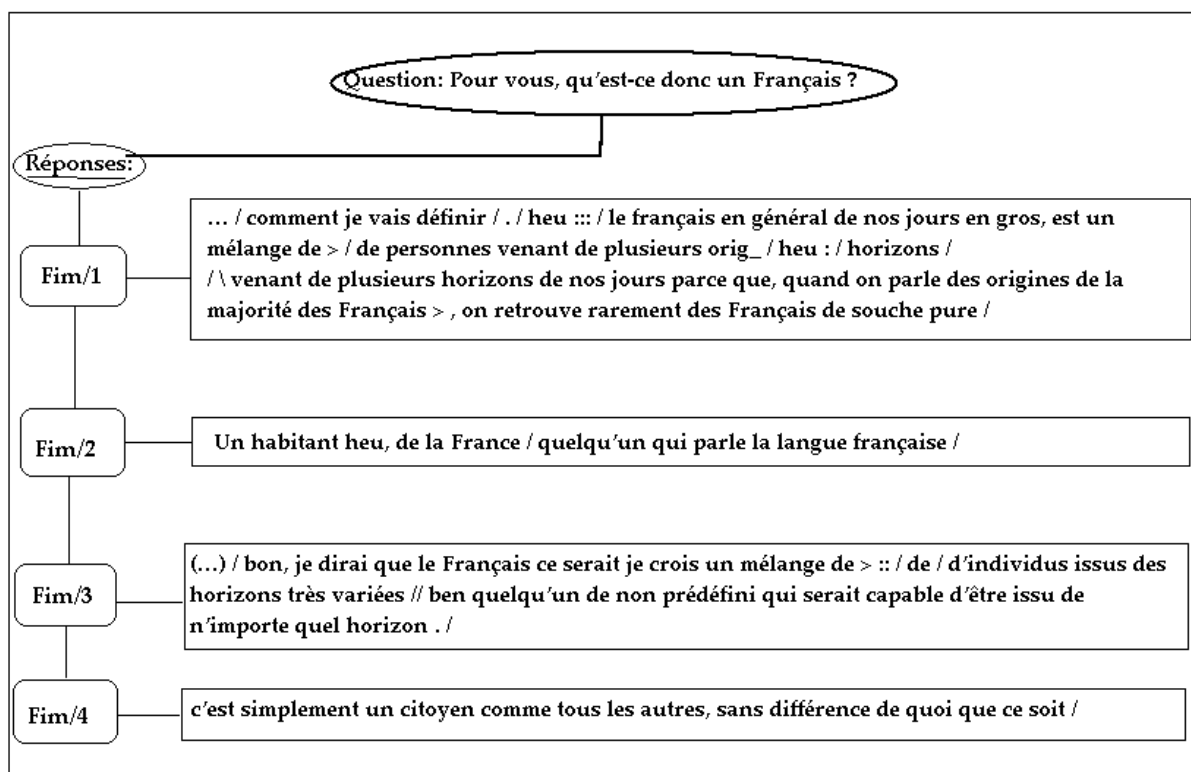 Question: Pour vous, qu'est-ce donc un Français ?
Réponses:
… / comment je vais définir / . / heu ::: / le français en général de nos jours en gros, est un
mélange de > / de personnes venant de plusieurs orig_ / heu : / horizons /
/ \ venant de plusieurs horizons de nos jours parce que, quand on parle des origines de la
majorité des Français > , on retrouve rarement des Français de souche pure /
Fim/1
Un habitant heu, de la France / quelqu'un qui parle la langue française /
Fim/2
(…) / bon, je dirai que le Français ce serait je crois un mélange de > :: / de / d'individus issus des
horizons très variées // ben quelqu'un de non prédéfini qui serait capable d'être issu de
n'importe quel horizon . /
Fim/3
c'est simplement un citoyen comme tous les autres, sans différence de quoi que ce soit /
Fim/4